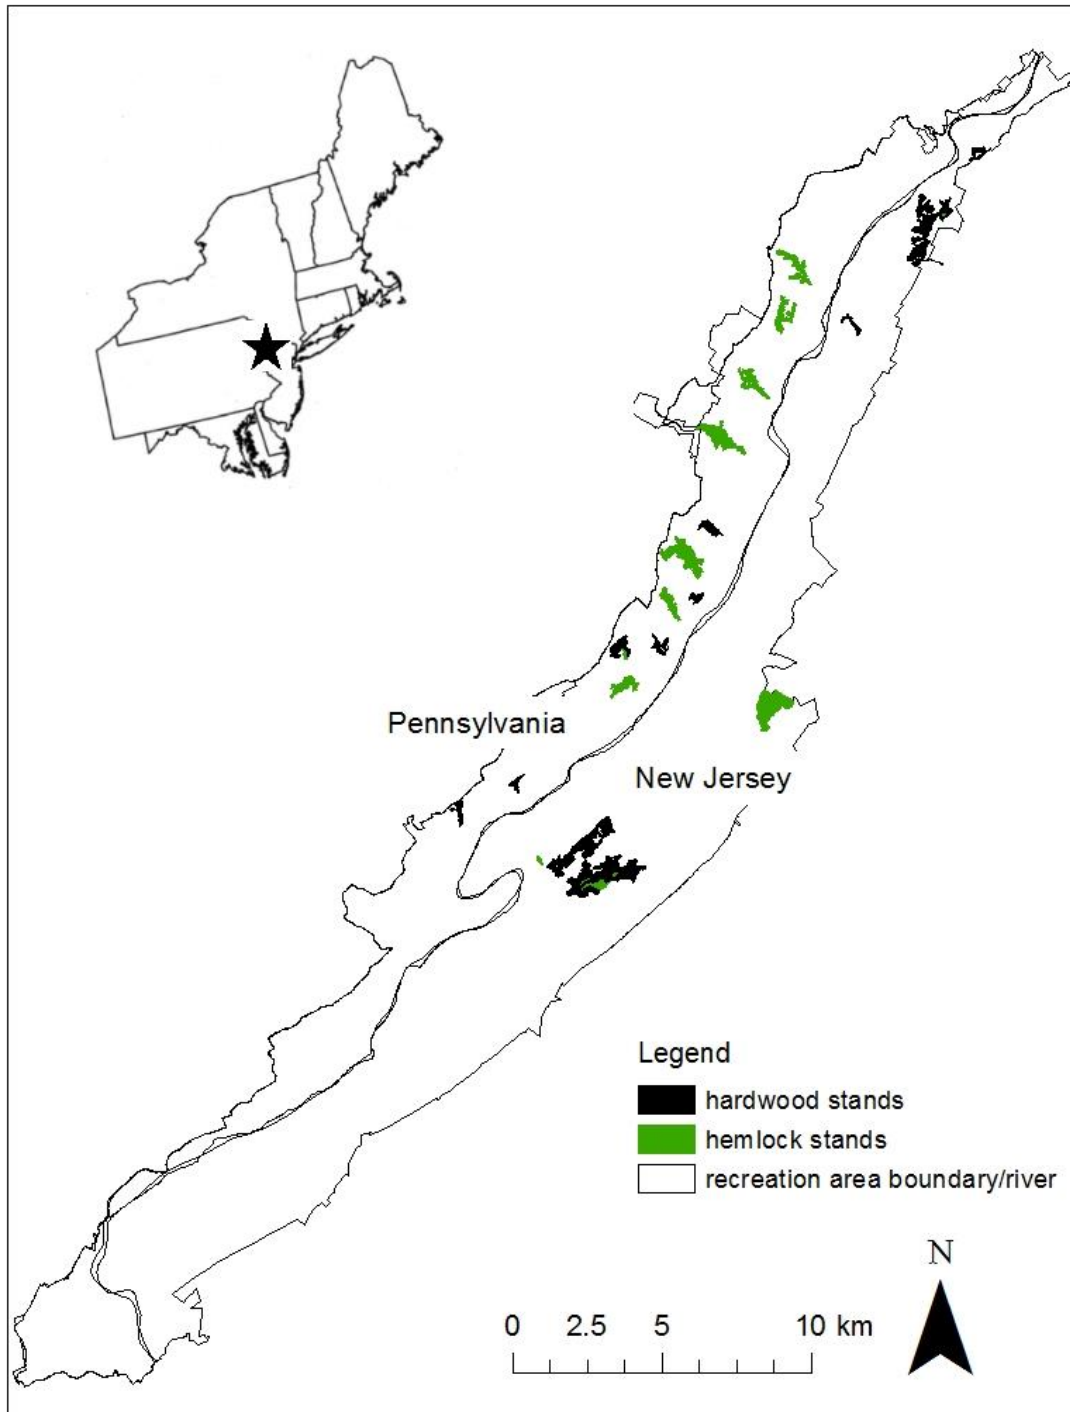 Pennsylvania
New Jersey
Legend
hardwood stands
hemlock stands
recreation area boundary/river
N
0 2.5 5 10 km